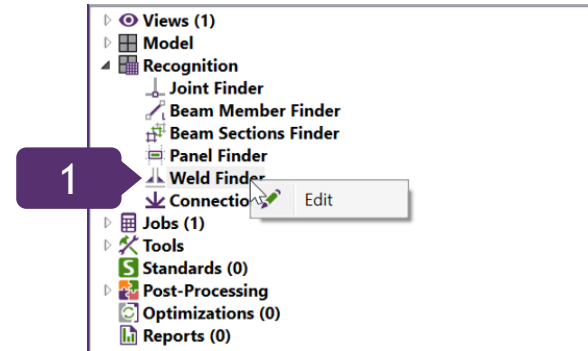 Views (1)
Model
Recognition
Joint Finder
Beam Member Finder
Beam Sections Finder
Panel Finder
1
Weld Finder
Connectio
Edit
Jobs (1)
Tools
S Standards (0)
Post-Processing
Optimizations (0)
Reports (0)